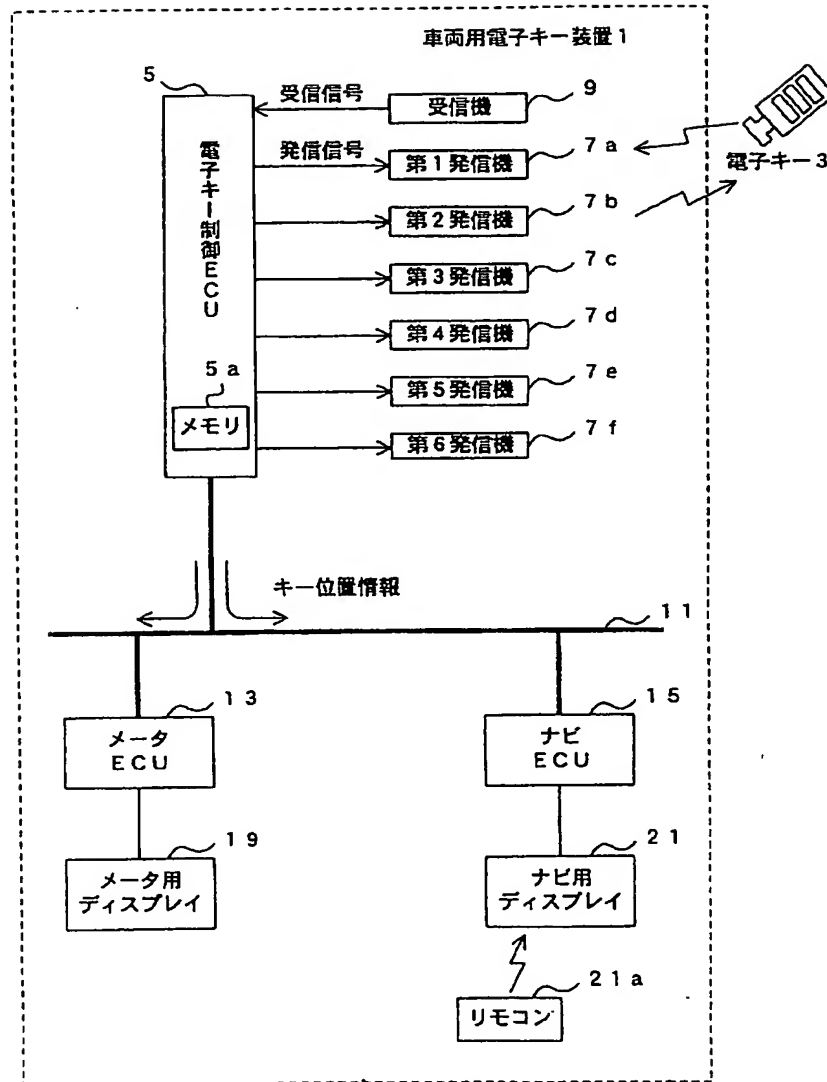 車両用電子キー装置1
5
受信信号
受信機
9
発信信号
第1発信機
7a
電子キー3
電子キー制御ECU
第2発信機
7b
第3発信機
7c
第4発信機
7d
5a
メモリ
第5発信機
7e
第6発信機
7f
キー位置情報
11
13
メータ
ECU
15
ナビ
ECU
19
メータ用
ディスプレイ
21
ナビ用
ディスプレイ
21a
リモコン